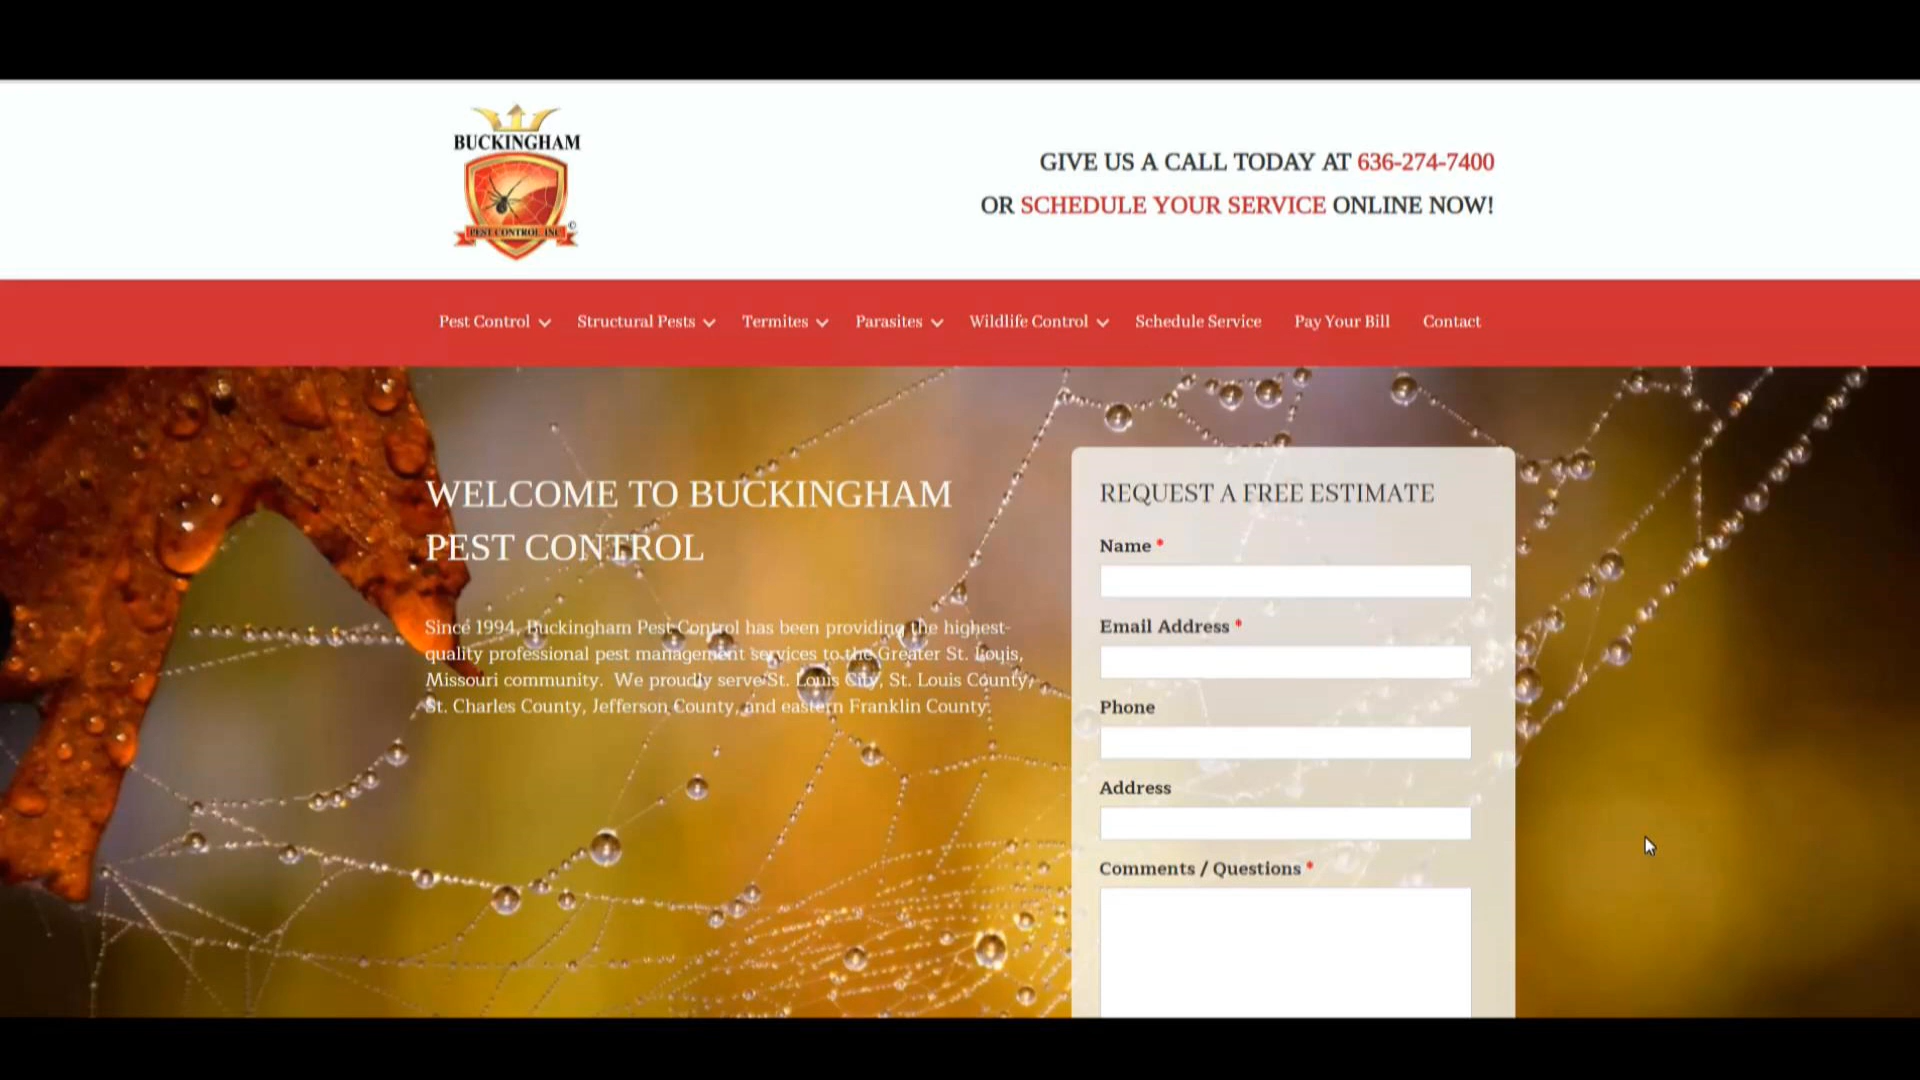 BUCKINGHAM
PEST CONTROL, INC
©
GIVE US A CALL TODAY AT 636-274-7400
OR SCHEDULE YOUR SERVICE ONLINE NOW!
Pest Control
Structural Pests
Termites
Parasites
Wildlife Control
Schedule Service
Pay Your Bill
Contact
WELCOME TO BUCKINGHAM
PEST CONTROL
Since 1994, Buckingham Pest Control has been providing the highest-
quality professional pest management services to the Greater St. Louis,
Missouri community.  We proudly serve St. Louis City, St. Louis County,
St. Charles County, Jefferson County, and eastern Franklin County.
REQUEST A FREE ESTIMATE
Name *
Email Address *
Phone
Address
Comments / Questions *